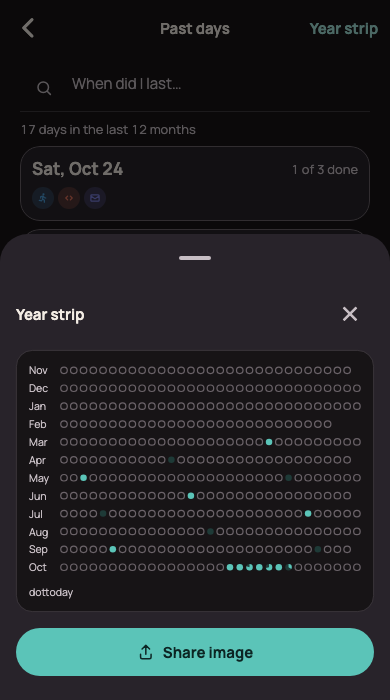 Past days
Year strip
When did I last...
17 days in the last 12 months
Sat, Oct 24
1 of 3 done
Year strip
Nov
Dec
Jan
Feb
Mar
Apr
May
Jun
Jul
Aug
Sep
Oct
dottoday
Share image